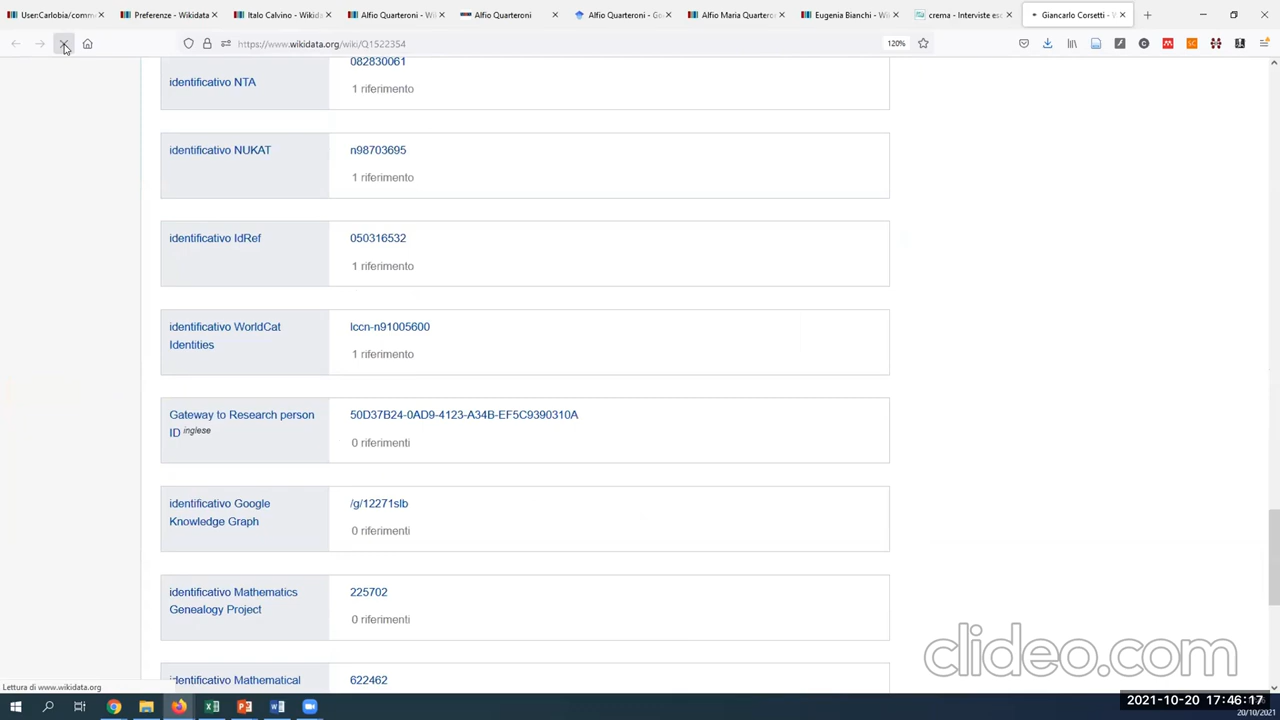 User:Carlobia/comm
Preferenze - Wikidata
Italo Calvino - Wikidat
Alfio Quarteroni - Wik
Alfio Quarteroni
Alfio Quarteroni - Go
Alfio Maria Quartero
Eugenia Bianchi - Wik
crema - Interviste esc
Giancarlo Corsetti - W
https://www.wikidata.org/wiki/Q1522354
120%
082830061
identificativo NTA
1 riferimento
identificativo NUKAT
n98703695
1 riferimento
identificativo IdRef
050316532
1 riferimento
identificativo WorldCat
Identities
lccn-n91005600
1 riferimento
Gateway to Research person
ID inglese
50D37B24-0AD9-4123-A34B-EF5C9390310A
0 riferimenti
identificativo Google
Knowledge Graph
/g/12271slb
0 riferimenti
identificativo Mathematics
Genealogy Project
225702
0 riferimenti
identificativo Mathematical
622462
clideo.com
Lettura di www.wikidata.org
2021-10-20 17:46:17
20/10/2021